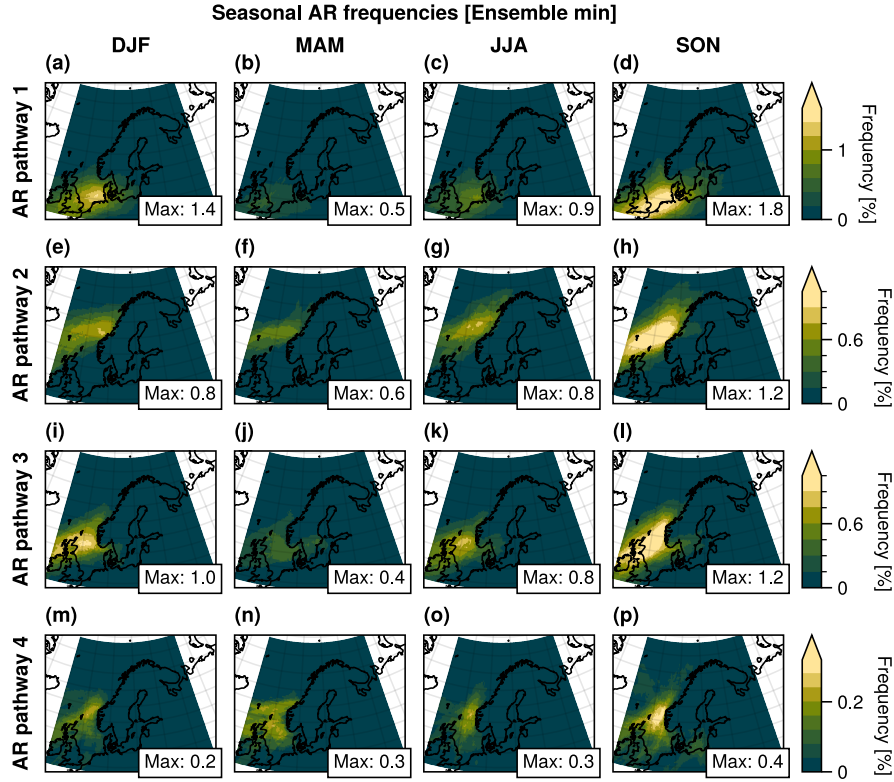 Seasonal AR frequencies [Ensemble min]
DJF MAM JJA SON
(a) (b) (c) (d)
AR pathway 1
Max: 1.4 Max: 0.5 Max: 0.9 Max: 1.8
1
0
Frequency [%]
(e) (f) (g) (h)
AR pathway 2
Max: 0.8 Max: 0.6 Max: 0.8 Max: 1.2
0.6
0
Frequency [%]
(i) (j) (k) (l)
AR pathway 3
Max: 1.0 Max: 0.4 Max: 0.8 Max: 1.2
0.6
0
Frequency [%]
(m) (n) (o) (p)
AR pathway 4
Max: 0.2 Max: 0.3 Max: 0.3 Max: 0.4
0.2
0
Frequency [%]